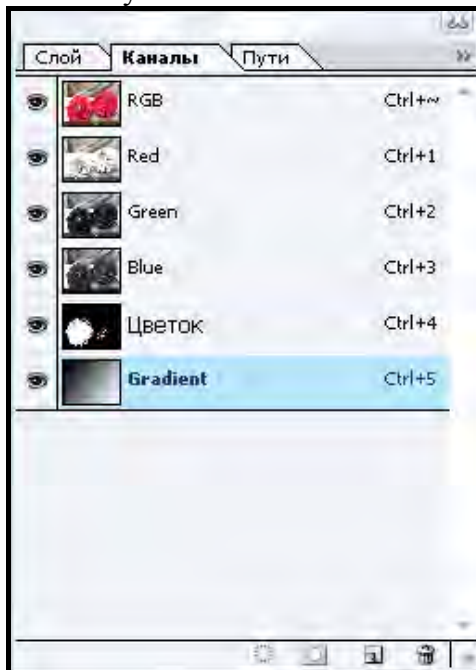 Слой Каналы Пути
RGB Ctrl+~
Red Ctrl+1
Green Ctrl+2
Blue Ctrl+3
Цветок Ctrl+4
Gradient Ctrl+5